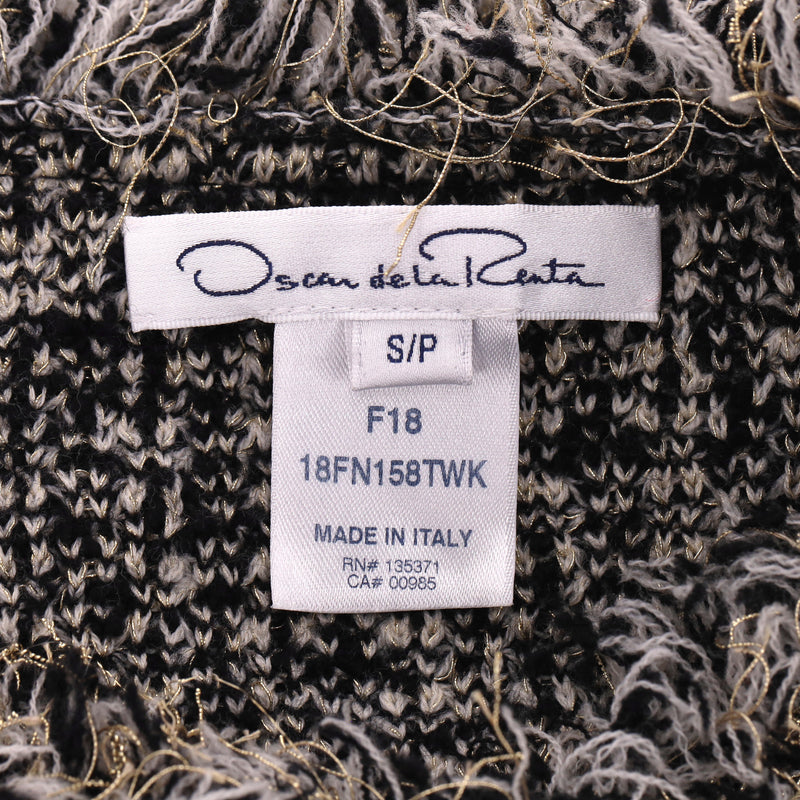 Oscar de la Renta
S/P
F18
18FN158TWK
MADE IN ITALY
RN# 135371
CA# 00985